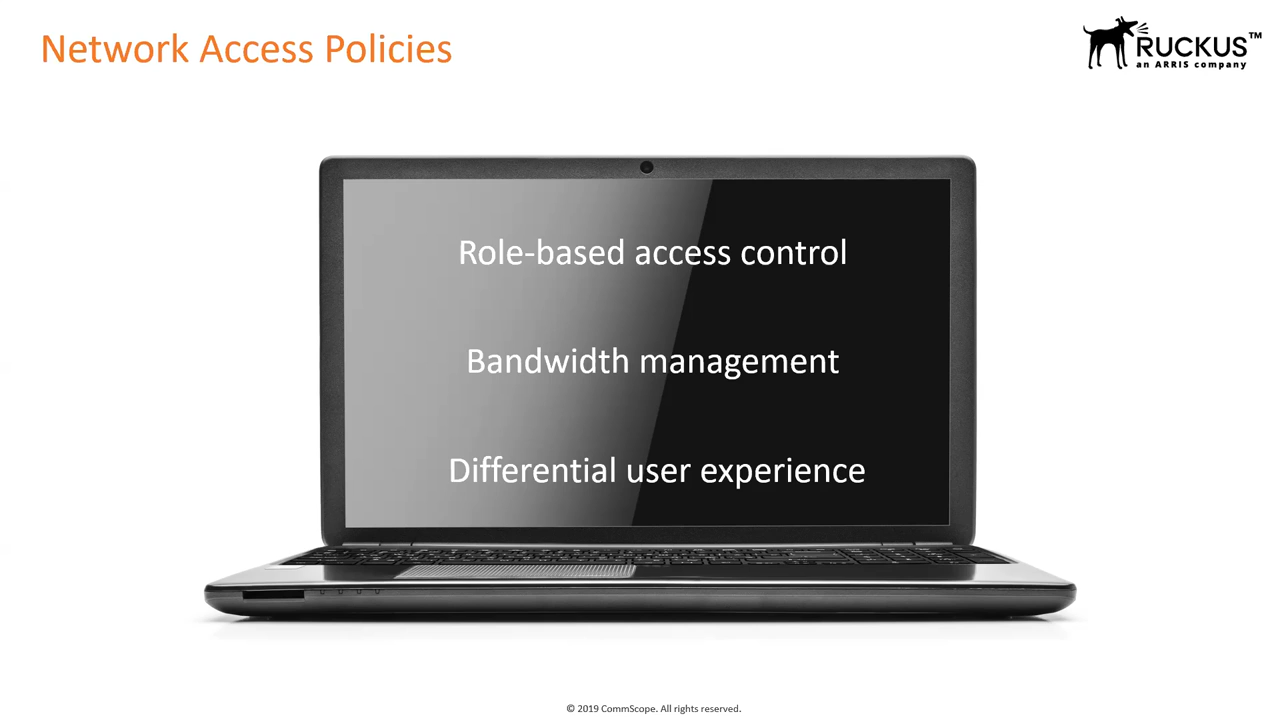 Network Access Policies
RUCKUS™
an ARRIS company
Role-based access control
Bandwidth management
Differential user experience
© 2019 CommScope. All rights reserved.